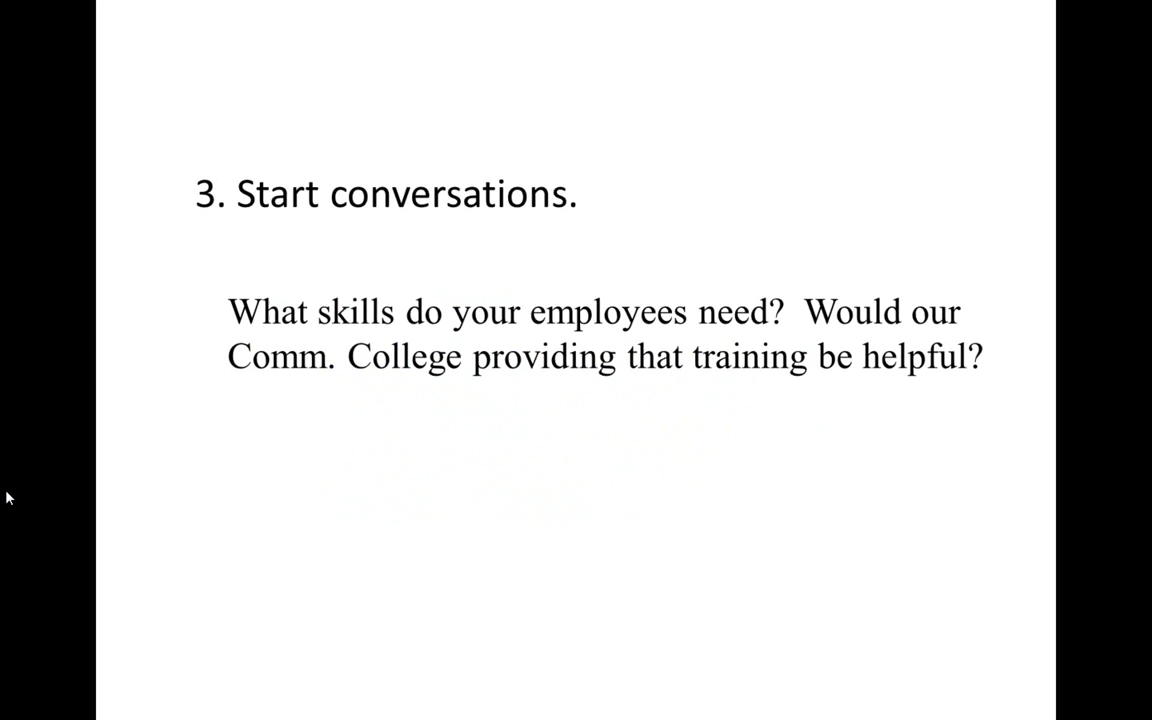 3. Start conversations.
What skills do your employees need?  Would our
Comm. College providing that training be helpful?